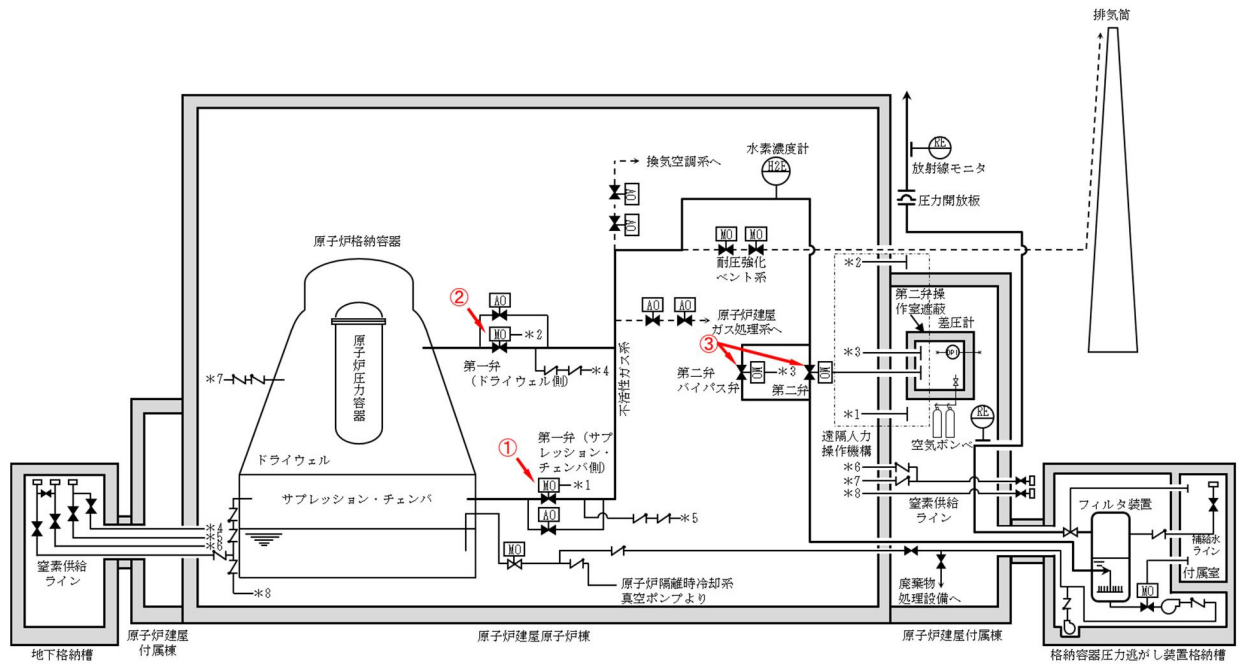 排気筒
水素濃度計
H2E
換気空調系へ
AO
AO
RE
放射線モニタ
圧力開放板
原子炉格納容器
MO
MO
耐圧強化
ベント系
*2
第二弁操
作室遮蔽
差圧計
②
AO
MO
*2
AO
AO
原子炉建屋
ガス処理系へ
③
原子炉圧力容器
第一弁
(ドライウェル側)
*4
不活性ガス系
第二弁
バイパス弁
MO
*3
第二弁
MO
*3
DPI
*7
*1
RE
遠隔人力
操作機構
空気ボンベ
ドライウェル
①
第一弁(サプ
レッション・
チェンバ側)
MO
*1
AO
*5
*6
*7
*8
窒素供給
ライン
フィルタ装置
補給水
ライン
付属室
MO
サプレッション・チェンバ
*4
*5
*6
窒素供給
ライン
*8
MO
原子炉隔離時冷却系
真空ポンプより
廃棄物
処理設備へ
原子炉建屋
付属棟
原子炉建屋原子炉棟
原子炉建屋付属棟
地下格納槽
格納容器圧力逃がし装置格納槽